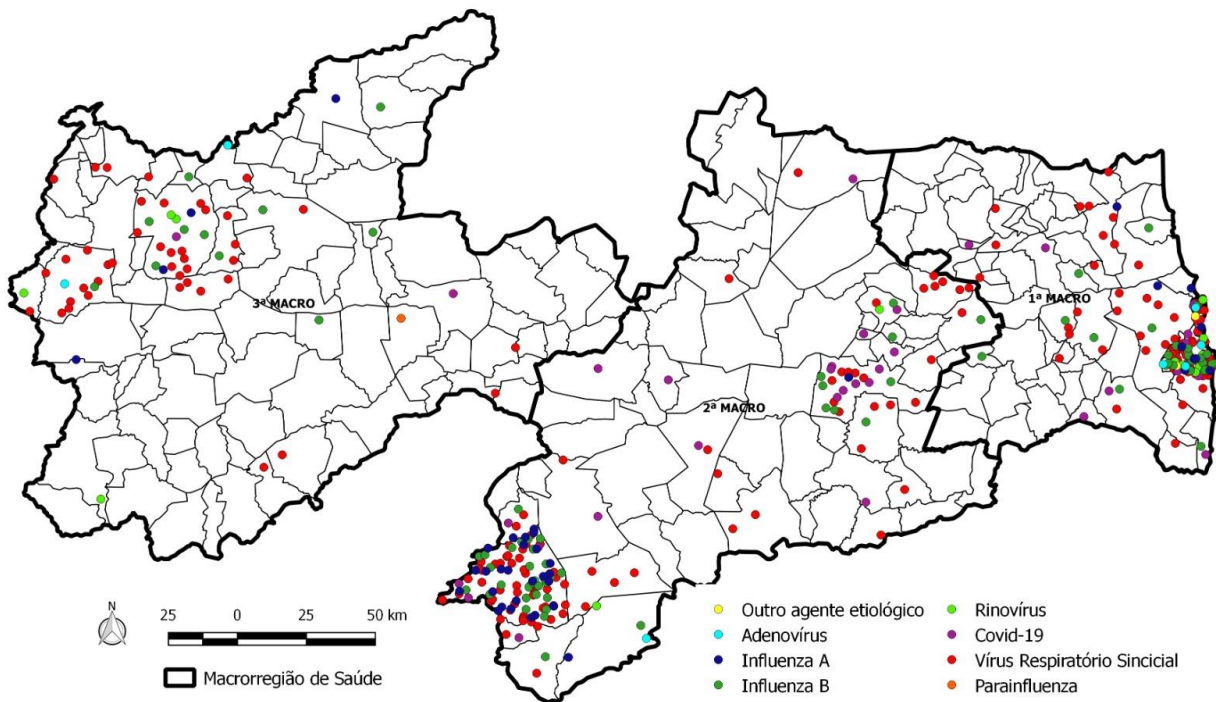 3ª MACRO
1ª MACRO
2ª MACRO
N
25 0 25 50 km
Macrorregião de Saúde
Outro agente etiológico
Adenovírus
Influenza A
Influenza B
Rinovírus
Covid-19
Vírus Respiratório Sincicial
Parainfluenza